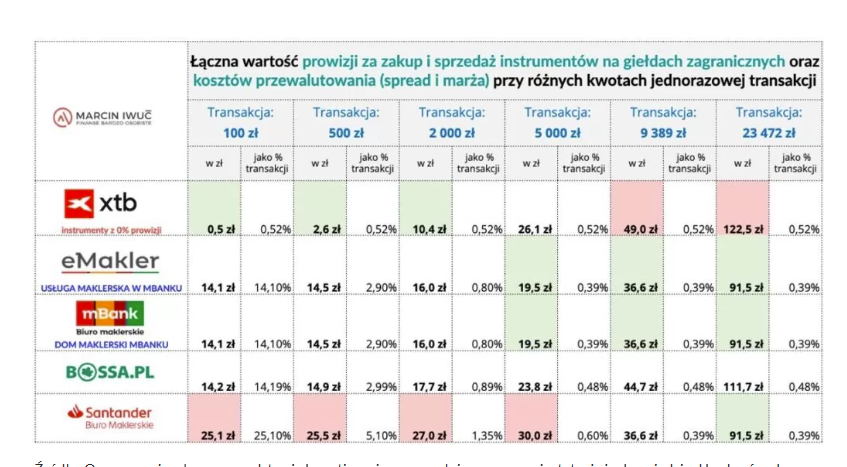 Łączna wartość prowizji za zakup i sprzedaż instrumentów na giełdach zagranicznych oraz
kosztów przewalutowania (spread i marża) przy różnych kwotach jednorazowej transakcji
MARCIN IWUĆ
FINANSE BARDZO OSOBISTE
Transakcja: Transakcja: Transakcja: Transakcja: Transakcja: Transakcja:
100 zł 500 zł 2 000 zł 5 000 zł 9 389 zł 23 472 zł
w zł jako % transakcji w zł jako % transakcji w zł jako % transakcji w zł jako % transakcji w zł jako % transakcji w zł jako % transakcji
xtb
instrumenty z 0% prowizji 0,5 zł 0,52% 2,6 zł 0,52% 10,4 zł 0,52% 26,1 zł 0,52% 49,0 zł 0,52% 122,5 zł 0,52%
eMakler
USŁUGA MAKLERSKA W MBANKU 14,1 zł 14,10% 14,5 zł 2,90% 16,0 zł 0,80% 19,5 zł 0,39% 36,6 zł 0,39% 91,5 zł 0,39%
mBank
Biuro maklerskie
DOM MAKLERSKI MBANKU 14,1 zł 14,10% 14,5 zł 2,90% 16,0 zł 0,80% 19,5 zł 0,39% 36,6 zł 0,39% 91,5 zł 0,39%
BOSSA.PL
14,2 zł 14,19% 14,9 zł 2,99% 17,7 zł 0,89% 23,8 zł 0,48% 44,7 zł 0,48% 111,7 zł 0,48%
Santander
Biuro Maklerskie
25,1 zł 25,10% 25,5 zł 5,10% 27,0 zł 1,35% 30,0 zł 0,60% 36,6 zł 0,39% 91,5 zł 0,39%